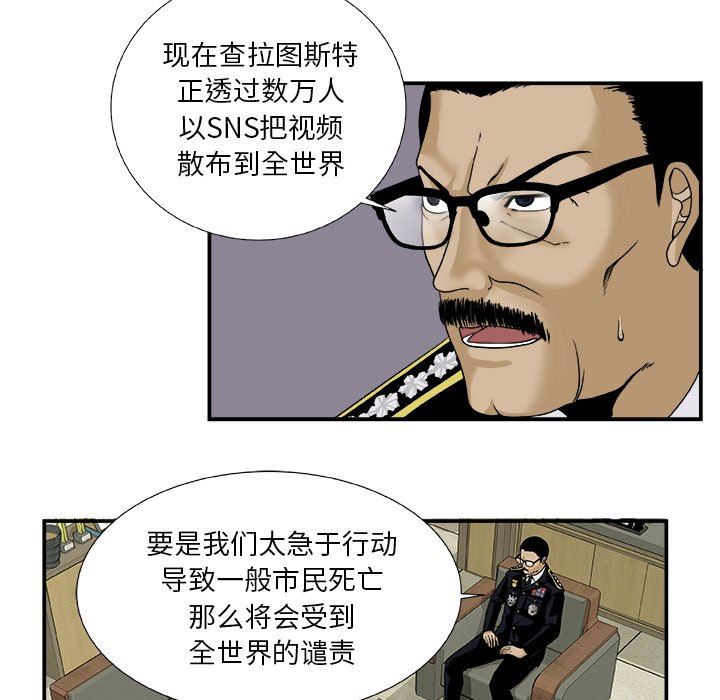 现在查拉图斯特
正透过数万人
以SNS把视频
散布到全世界
要是我们太急于行动
导致一般市民死亡
那么将会受到
全世界的谴责